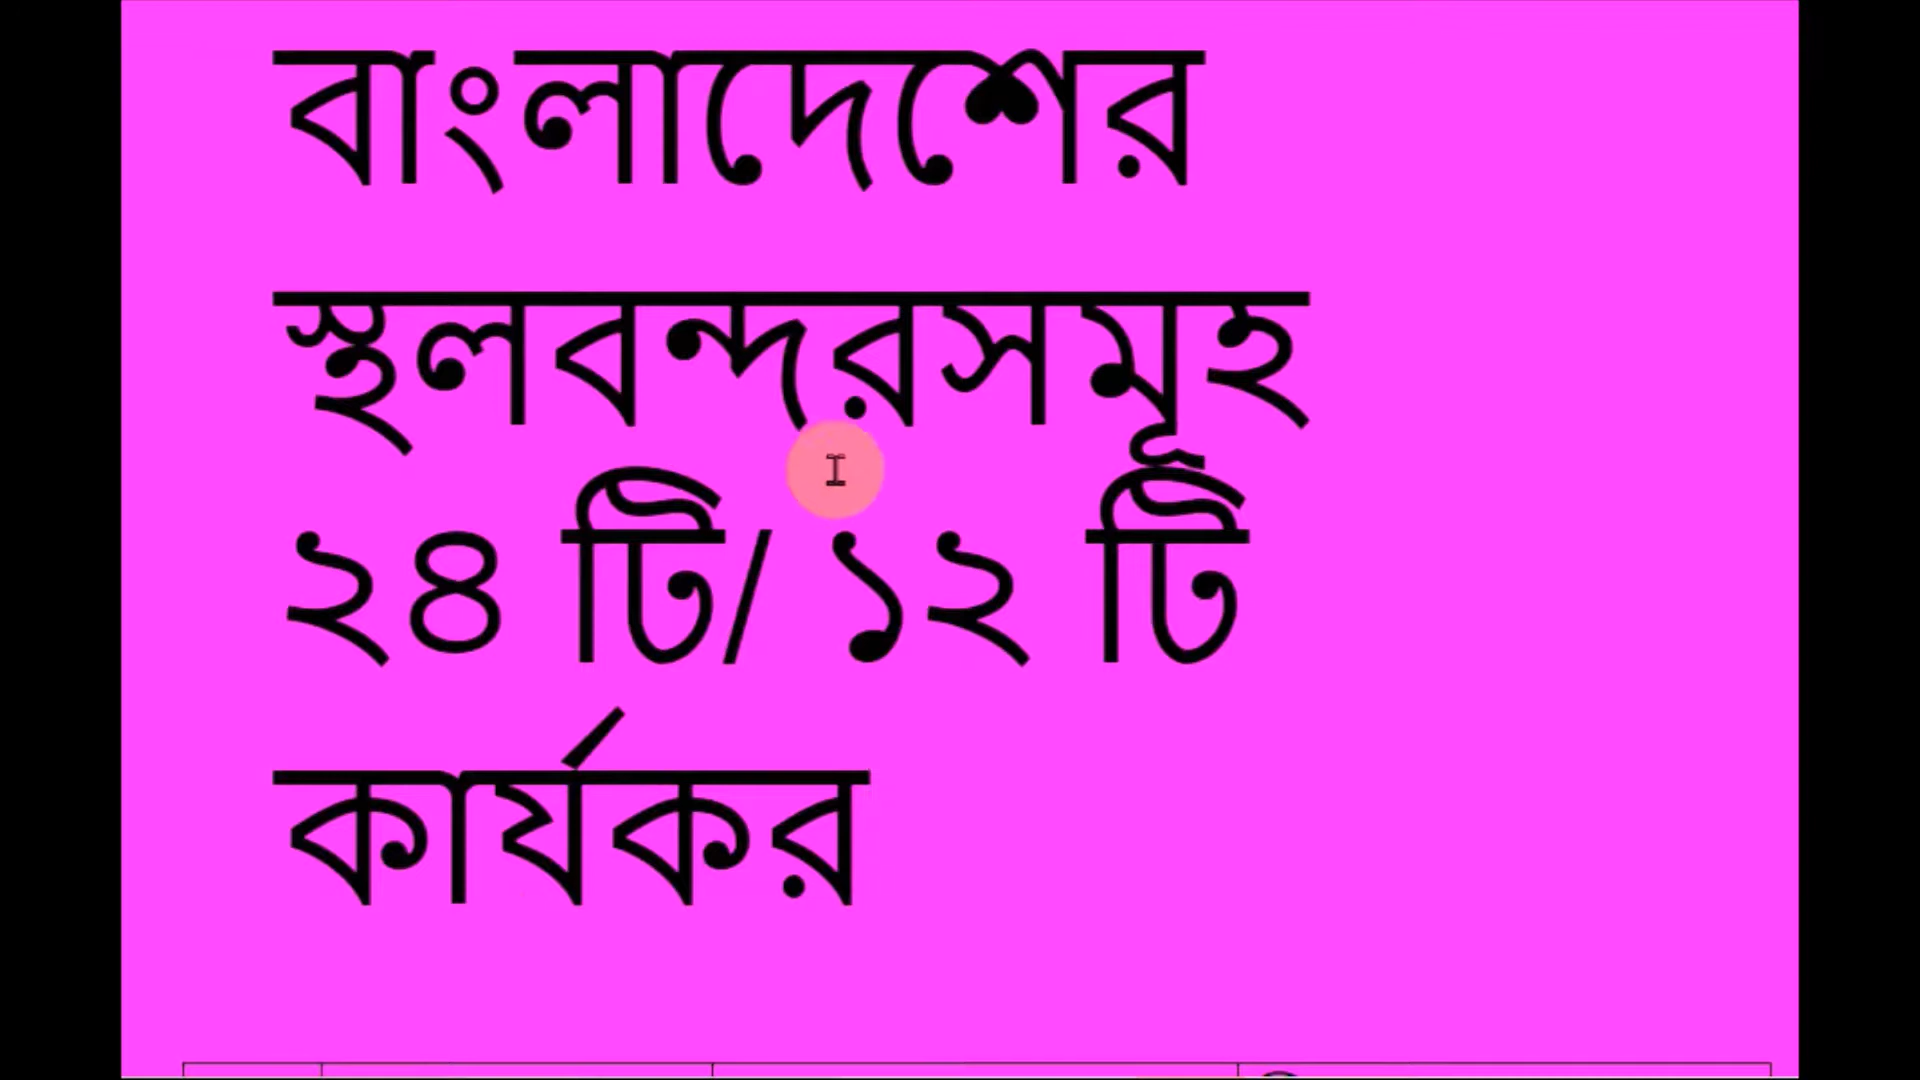 বাংলাদেশের
স্থলবন্দরসমূহ
২৪ টি/ ১২ টি
কার্যকর